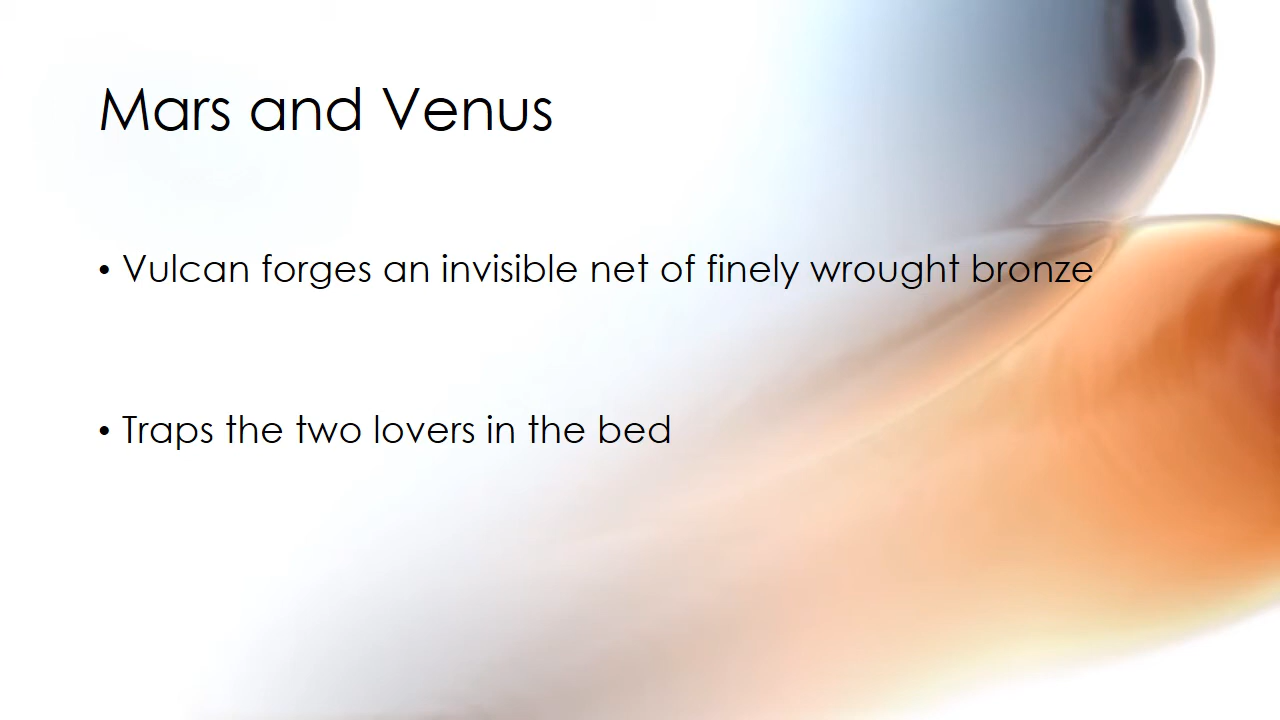 Mars and Venus
• Vulcan forges an invisible net of finely wrought bronze
• Traps the two lovers in the bed